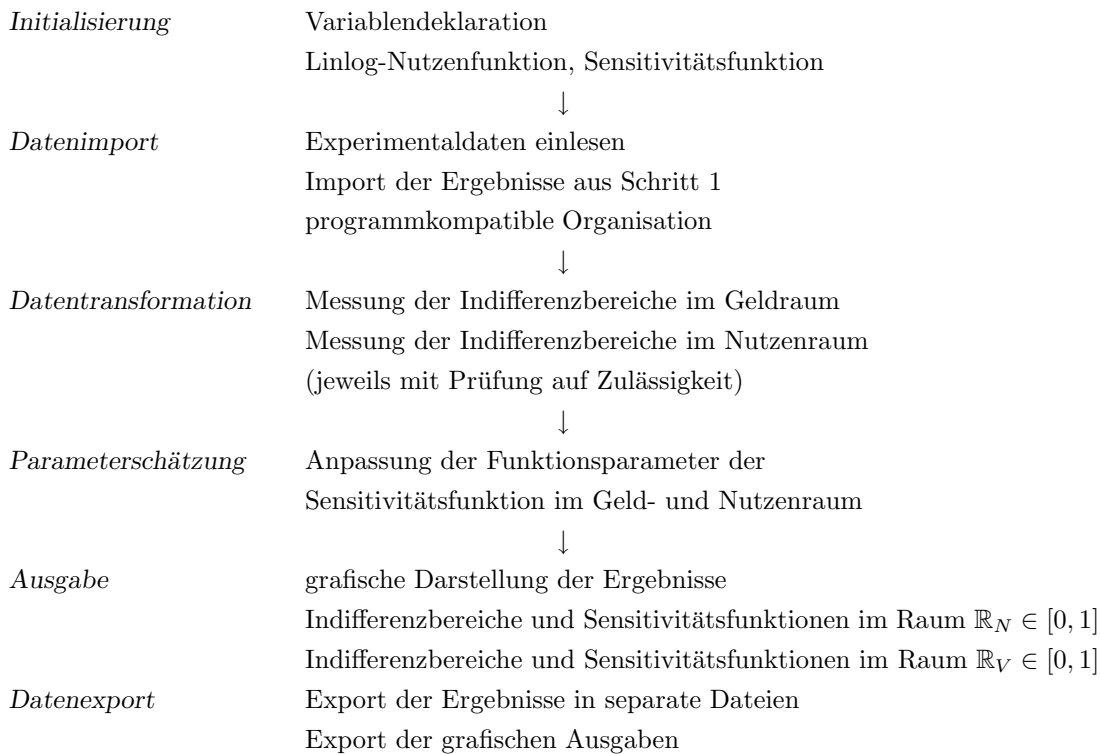 Initialisierung Variablendeklaration
Linlog-Nutzenfunktion, Sensitivitätsfunktion
↓
Datenimport Experimentaldaten einlesen
Import der Ergebnisse aus Schritt 1
programmkompatible Organisation
↓
Datentransformation Messung der Indifferenzbereiche im Geldraum
Messung der Indifferenzbereiche im Nutzenraum
(jeweils mit Prüfung auf Zulässigkeit)
↓
Parameterschätzung Anpassung der Funktionsparameter der
Sensitivitätsfunktion im Geld- und Nutzenraum
↓
Ausgabe grafische Darstellung der Ergebnisse
Indifferenzbereiche und Sensitivitätsfunktionen im Raum ℝ_N ∈ [0, 1]
Indifferenzbereiche und Sensitivitätsfunktionen im Raum ℝ_V ∈ [0, 1]
Datenexport Export der Ergebnisse in separate Dateien
Export der grafischen Ausgaben